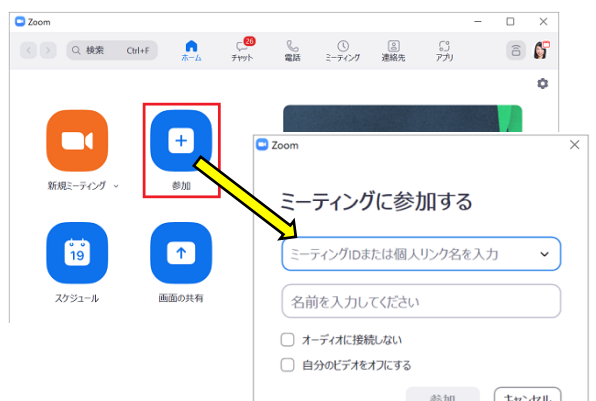 Zoom
検索 Ctrl+F
ホーム
26
チャット
電話
ミーティング
連絡先
アプリ
新規ミーティング
参加
19
スケジュール
画面の共有
Zoom
ミーティングに参加する
ミーティングIDまたは個人リンク名を入力
名前を入力してください
オーディオに接続しない
自分のビデオをオフにする
参加
キャンセル